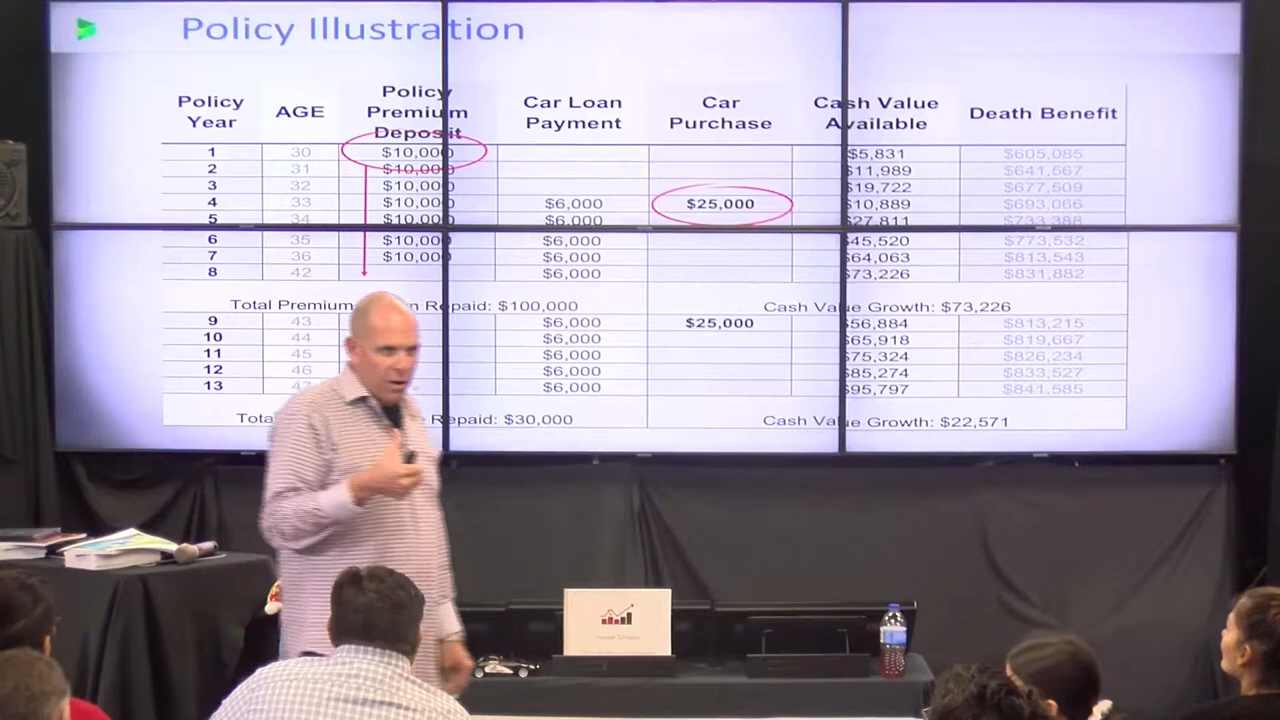 Policy Illustration
Policy Year AGE Policy Premium Deposit Car Loan Payment Car Purchase Cash Value Available Death Benefit
1 30 $10,000 $5,831 $605,085
2 31 $10,000 $11,989 $641,567
3 32 $10,000 $19,722 $677,509
4 33 $10,000 $6,000 $25,000 $10,889 $693,066
5 34 $10,000 $6,000 $27,811 $733,388
6 35 $10,000 $6,000 $45,520 $773,532
7 36 $10,000 $6,000 $64,063 $813,543
8 42 $6,000 $73,226 $831,882
Total Premium Repaid: $100,000 Cash Value Growth: $73,226
9 43 $6,000 $25,000 $56,884 $813,215
10 44 $6,000 $65,918 $819,667
11 45 $6,000 $75,324 $826,234
12 46 $6,000 $85,274 $833,527
13 $6,000 $95,797 $841,585
Repaid: $30,000 Cash Value Growth: $22,571